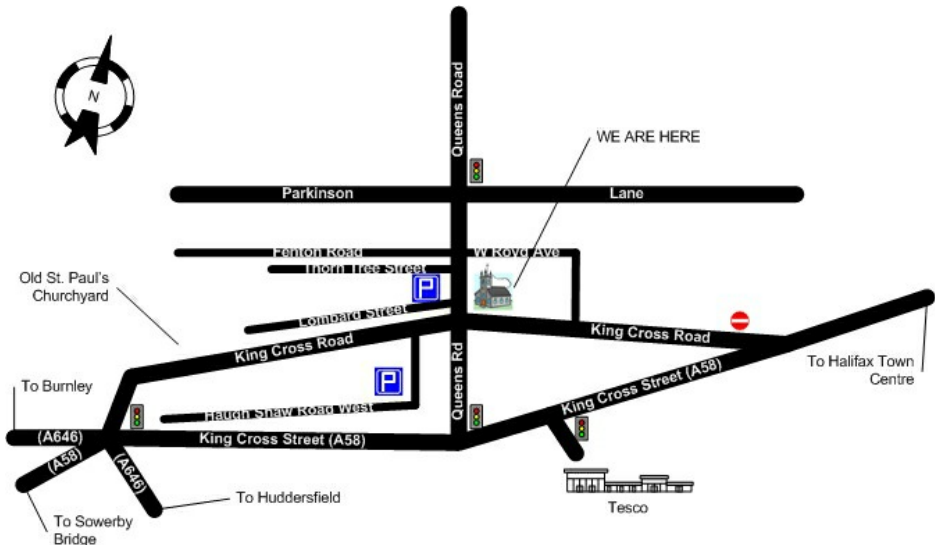 Queens Road
N
WE ARE HERE
Parkinson
Lane
Fenton Road
W Royd Ave
Thorn Tree Street
Old St. Paul's
Churchyard
P
Lombard Street
King Cross Road
King Cross Road
To Halifax Town
Centre
To Burnley
P
Queens Rd
King Cross Street (A58)
Haugh Shaw Road West
(A646)
King Cross Street (A58)
(A58)
(A646)
To Huddersfield
Tesco
To Sowerby
Bridge